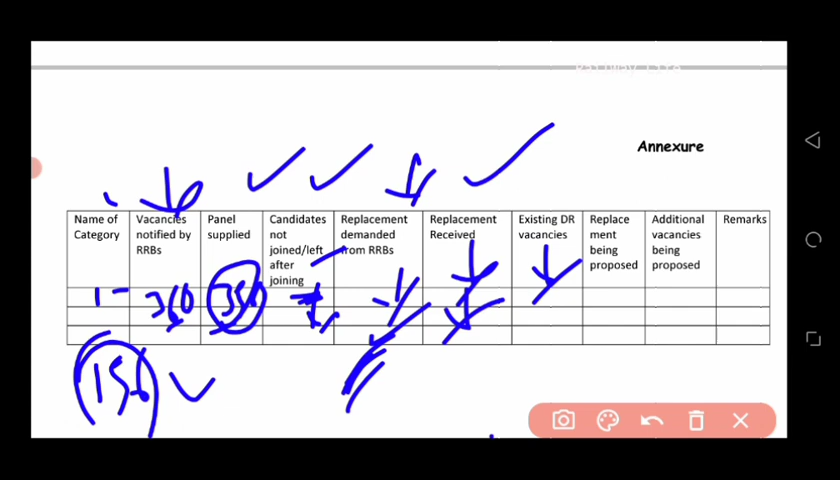 Annexure
Name of Category
Vacancies notified by RRBs
Panel supplied
Candidates not joined/left after joining
Replacement demanded from RRBs
Replacement Received
Existing DR vacancies
Replace ment being proposed
Additional vacancies being proposed
Remarks
360